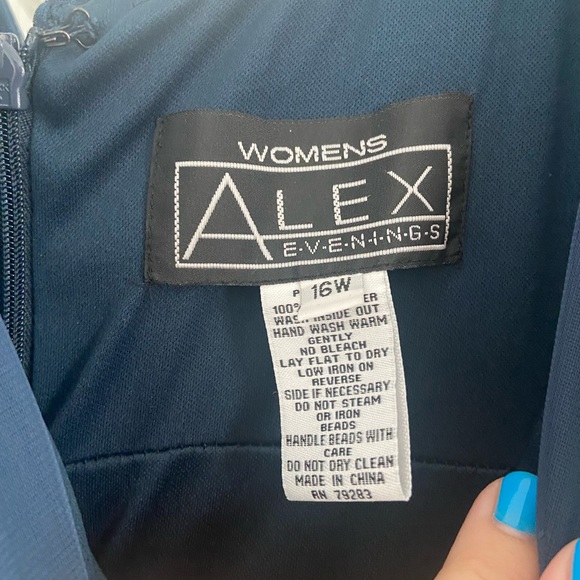 WOMENS
ALEX
E·V·E·N·I·N·G·S
16W
100% ER
WASH INSIDE OUT
HAND WASH WARM
GENTLY
NO BLEACH
LAY FLAT TO DRY
LOW IRON ON
REVERSE
SIDE IF NECESSARY
DO NOT STEAM
OR IRON
BEADS
HANDLE BEADS WITH
CARE
DO NOT DRY CLEAN
MADE IN CHINA
RN 79283